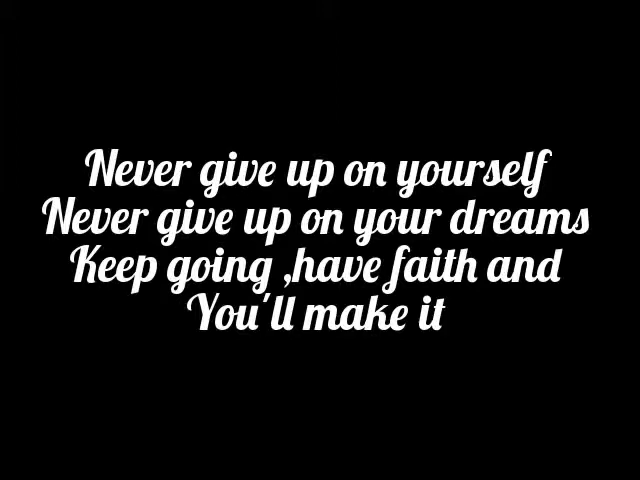 Never give up on yourself
Never give up on your dreams
Keep going ,have faith and
You'll make it